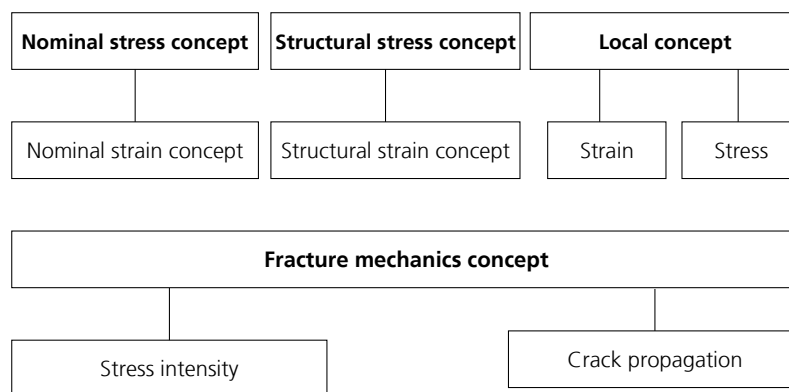 Nominal stress concept
Structural stress concept
Local concept
Nominal strain concept
Structural strain concept
Strain
Stress
Fracture mechanics concept
Stress intensity
Crack propagation